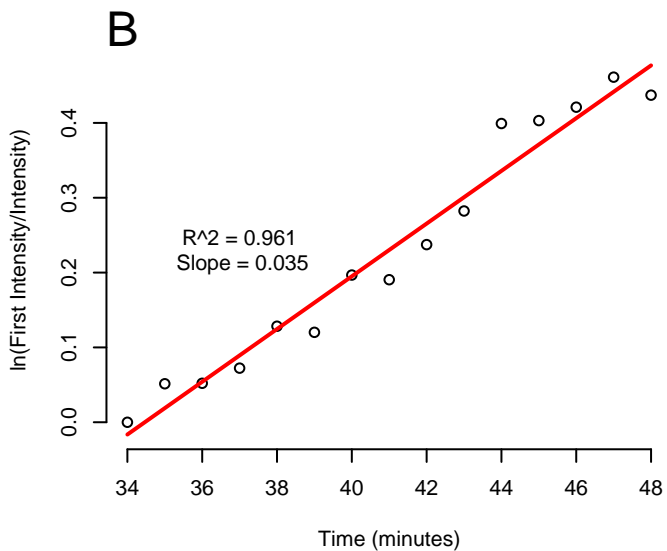 B
ln(First Intensity/Intensity)
0.4
0.3
0.2
0.1
0.0
R^2 = 0.961
Slope = 0.035
34 36 38 40 42 44 46 48
Time (minutes)